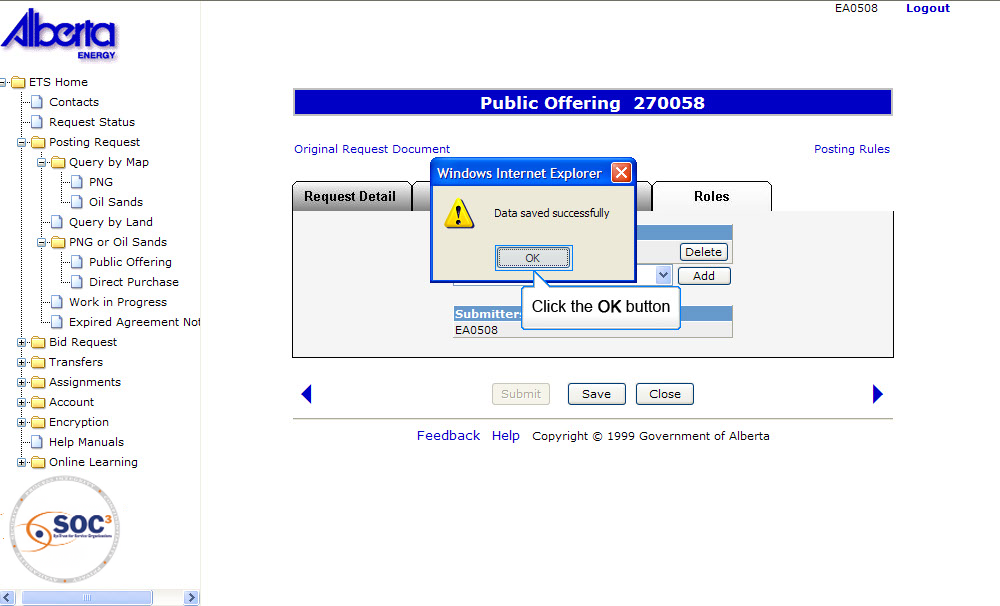 EA0508 Logout
Alberta
ENERGY
ETS Home
Contacts
Request Status
Posting Request
Query by Map
PNG
Oil Sands
Query by Land
PNG or Oil Sands
Public Offering
Direct Purchase
Work in Progress
Expired Agreement Not
Bid Request
Transfers
Assignments
Account
Encryption
Help Manuals
Online Learning
SOC3
SysTrust for Service Organizations
Public Offering 270058
Original Request Document Posting Rules
Request Detail Roles
Windows Internet Explorer
Data saved successfully
OK
Click the OK button
Delete
Add
Submitter
EA0508
Submit Save Close
Feedback Help Copyright © 1999 Government of Alberta